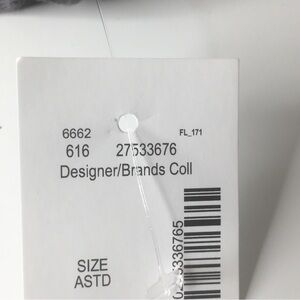 6662 FL_171
616 27533676
Designer/Brands Coll
SIZE
ASTD